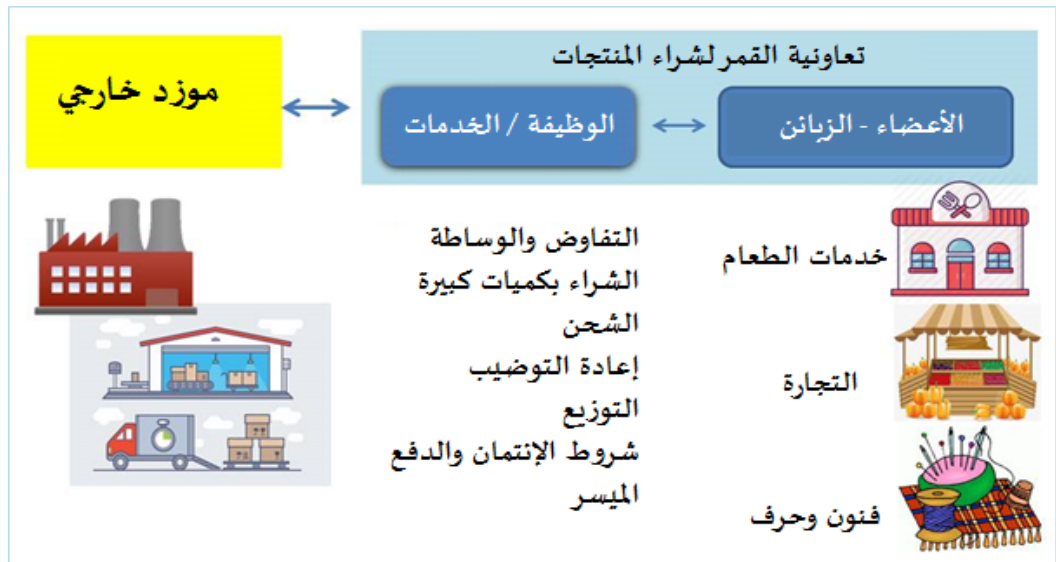 تعاونية القمر لشراء المنتجات
الأعضاء - الزبائن
الوظيفة / الخدمات
موزد خارجي
خدمات الطعام
التجارة
فنون وحرف
التفاوض والوساطة
الشراء بكميات كبيرة
الشحن
إعادة التوضيب
التوزيع
شروط الإئتمان والدفع
الميسر